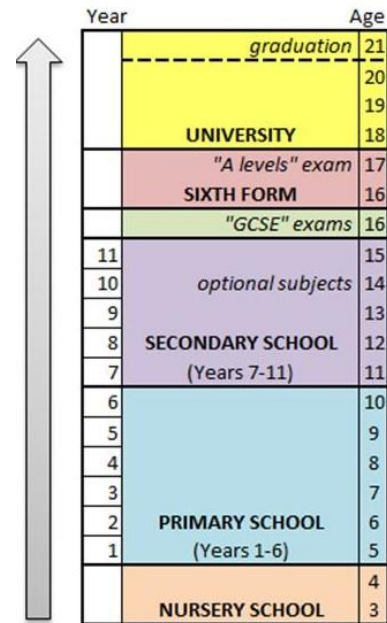 Year Age
graduation 21
20
19
UNIVERSITY 18
"A levels" exam 17
SIXTH FORM 16
"GCSE" exams 16
11 15
10 optional subjects 14
9 13
8 SECONDARY SCHOOL 12
7 (Years 7-11) 11
6 10
5 9
4 8
3 7
2 PRIMARY SCHOOL 6
1 (Years 1-6) 5
4
NURSERY SCHOOL 3